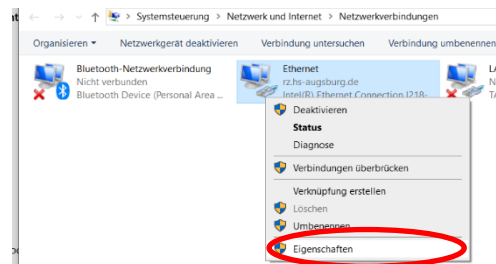 Systemsteuerung > Netzwerk und Internet > Netzwerkverbindungen
Organisieren Netzwerkgerät deaktivieren Verbindung untersuchen Verbindung umbenennen
Bluetooth-Netzwerkverbindung
Nicht verbunden
Bluetooth Device (Personal Area ...
Ethernet
rz.hs-augsburg.de
Intel(R) Ethernet Connection I218-
Deaktivieren
Status
Diagnose
Verbindungen überbrücken
Verknüpfung erstellen
Löschen
Umbenennen
Eigenschaften